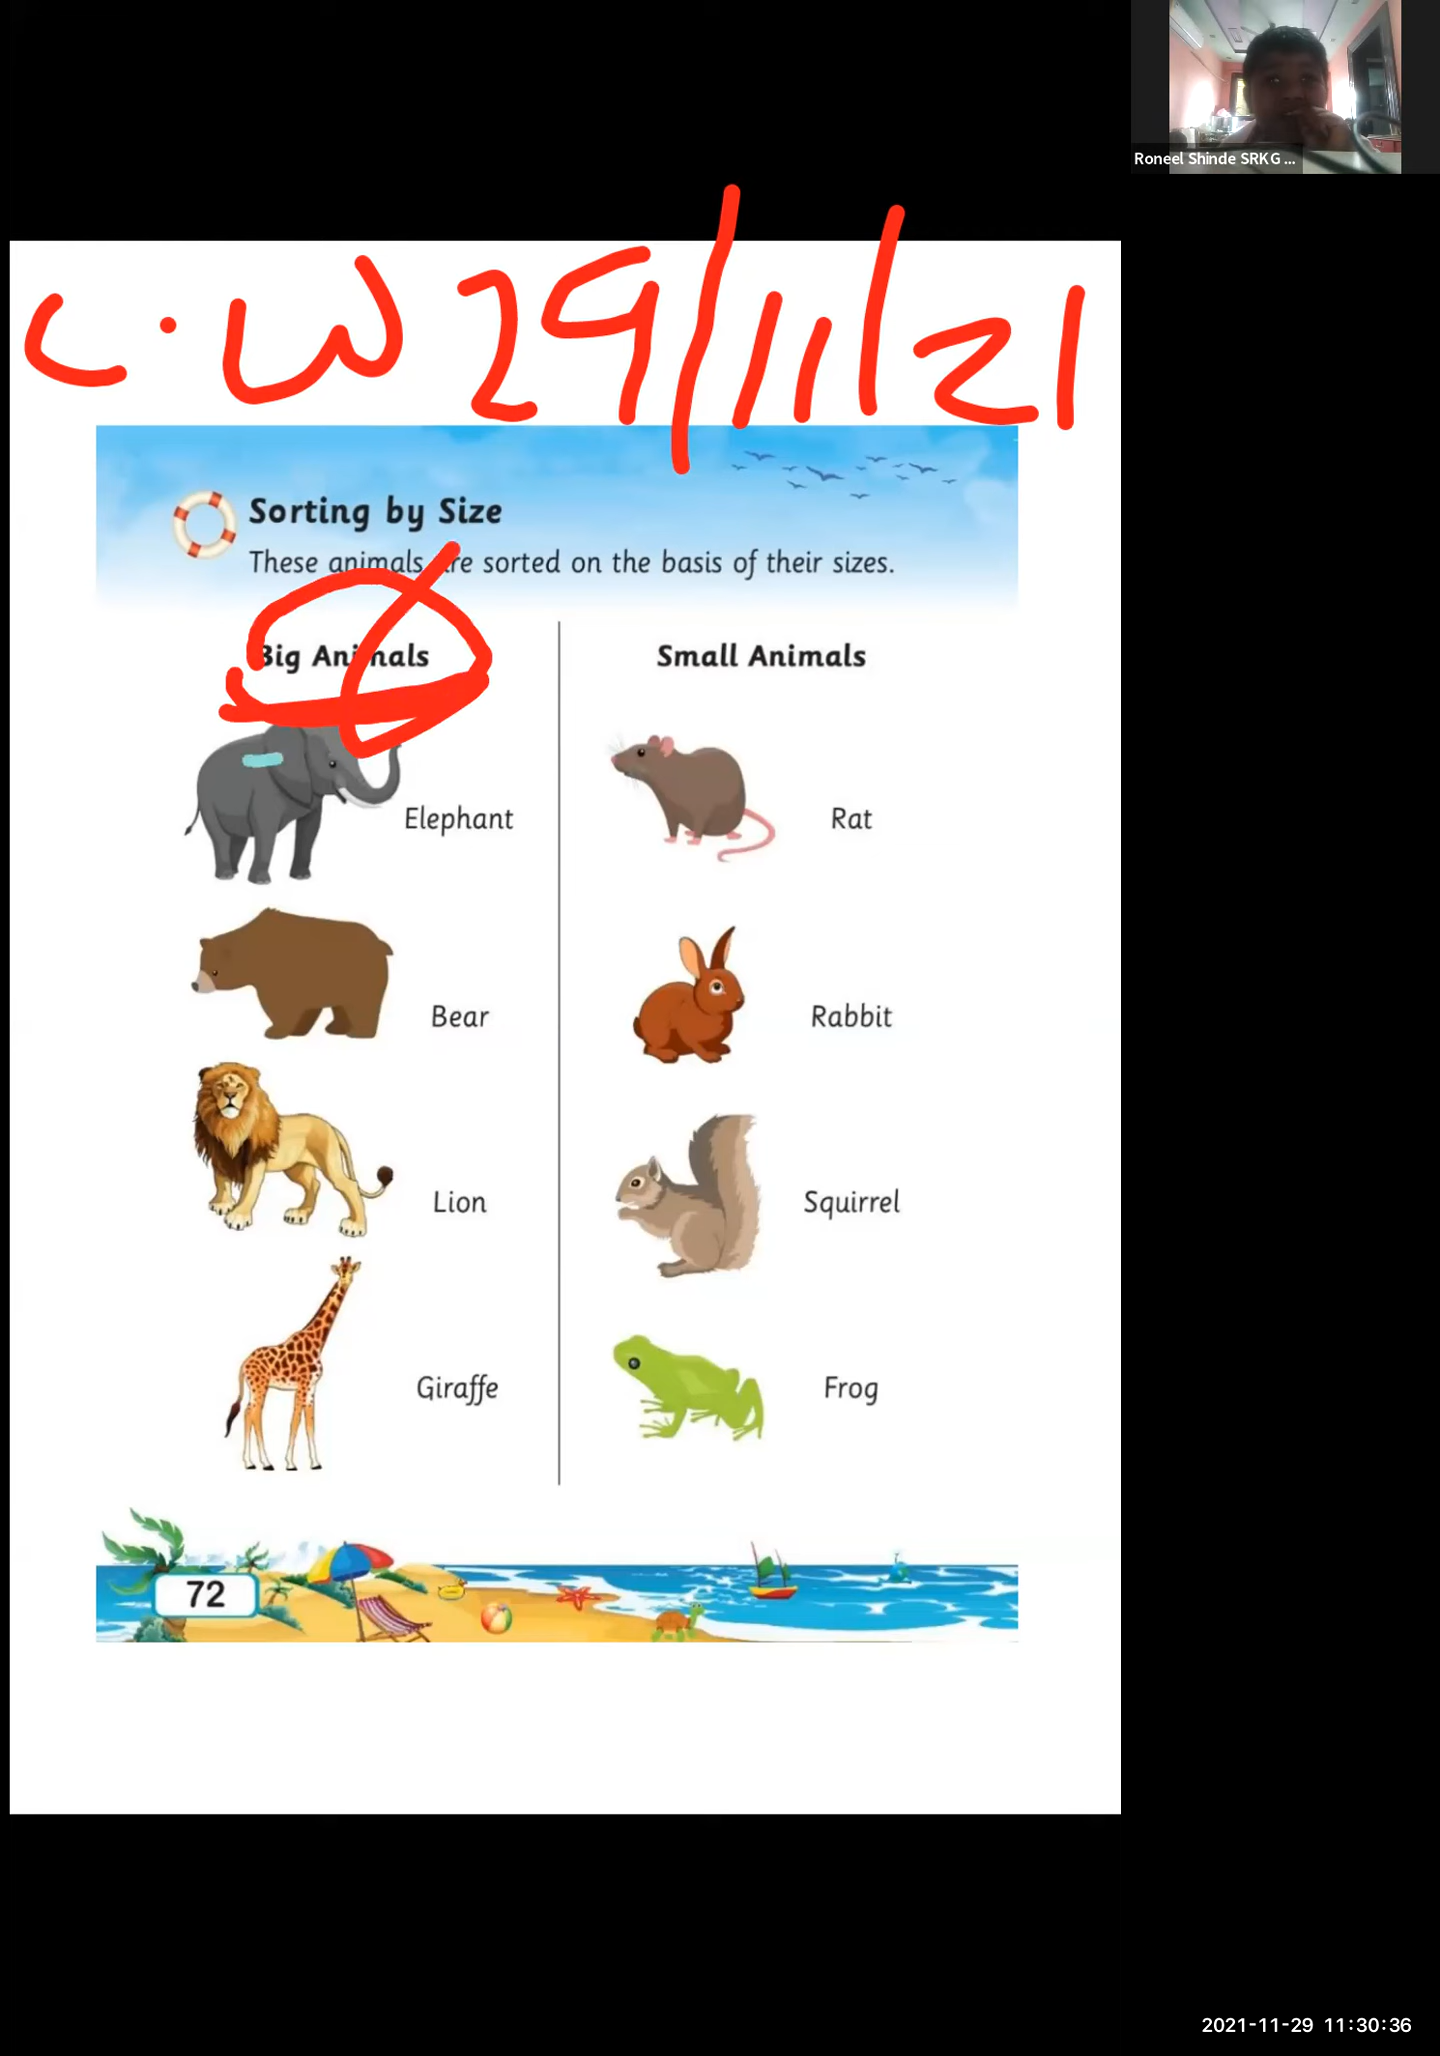 Roneel Shinde SRKG ...
C.W 29/11/21
Sorting by Size
These animals are sorted on the basis of their sizes.
Big Animals
Small Animals
Elephant
Rat
Bear
Rabbit
Lion
Squirrel
Giraffe
Frog
72
2021-11-29 11:30:36